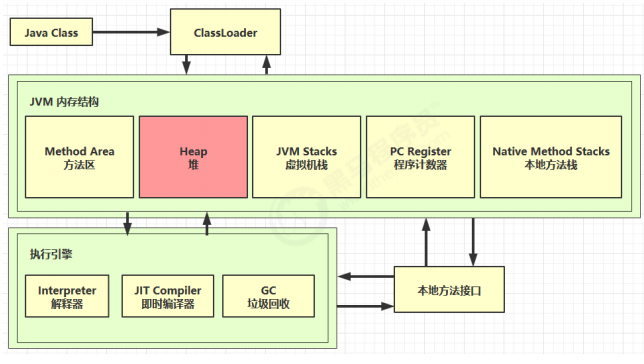 Java Class
ClassLoader
JVM 内存结构
Method Area
方法区
Heap
堆
JVM Stacks
虚拟机栈
PC Register
程序计数器
Native Method Stacks
本地方法栈
执行引擎
Interpreter
解释器
JIT Compiler
即时编译器
GC
垃圾回收
本地方法接口